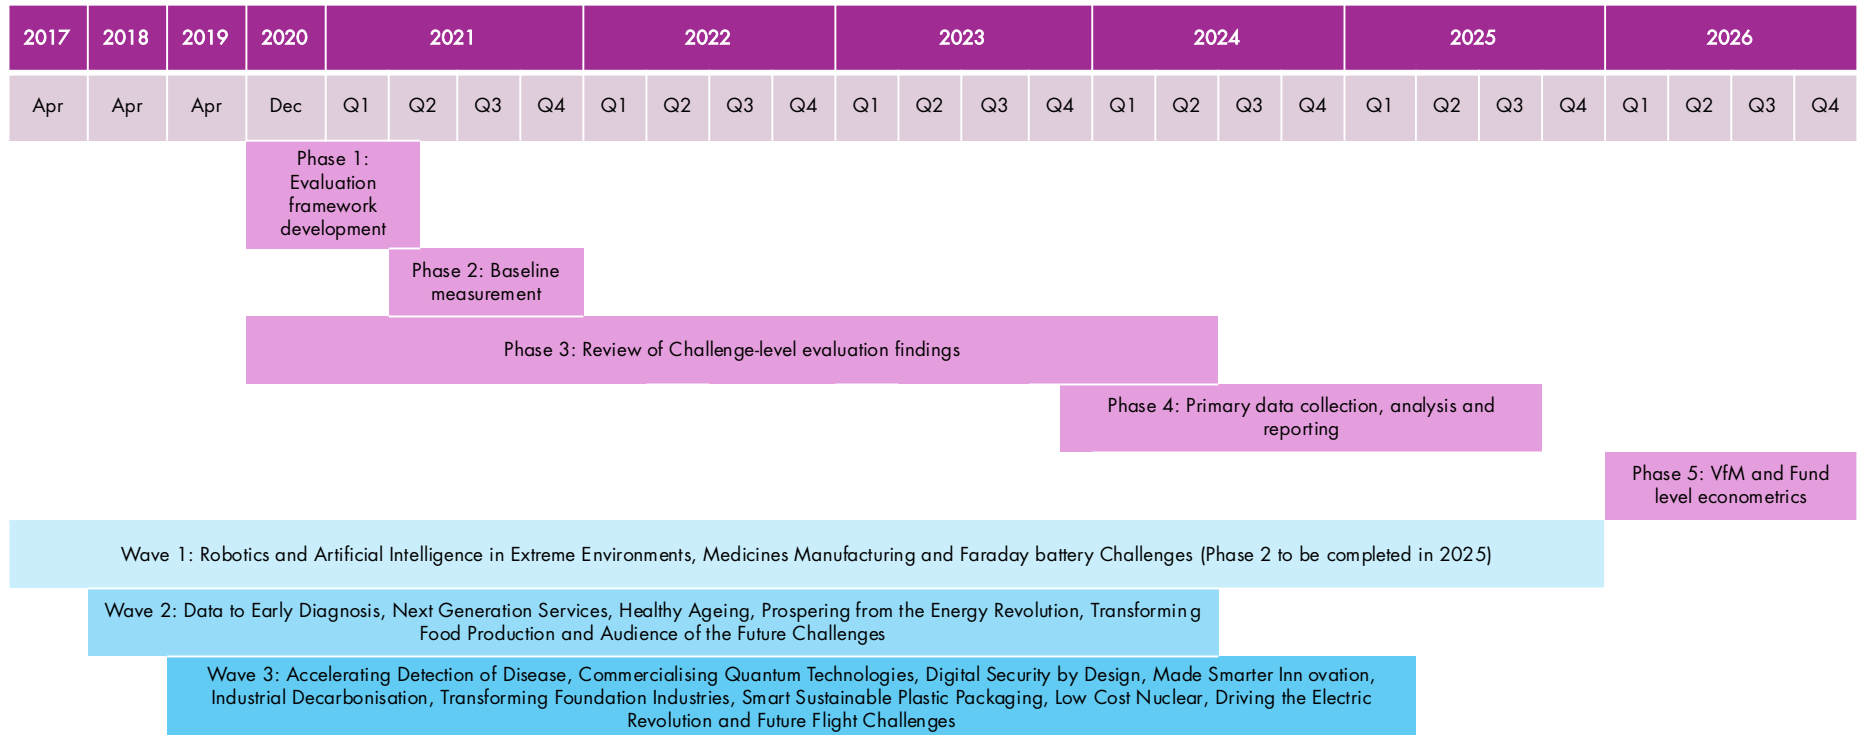 2017 2018 2019 2020 2021 2022 2023 2024 2025 2026
Apr Apr Apr Dec Q1 Q2 Q3 Q4 Q1 Q2 Q3 Q4 Q1 Q2 Q3 Q4 Q1 Q2 Q3 Q4 Q1 Q2 Q3 Q4 Q1 Q2 Q3 Q4
Phase 1:
Evaluation
framework
development
Phase 2: Baseline
measurement
Phase 3: Review of Challenge-level evaluation findings
Phase 4: Primary data collection, analysis and
reporting
Phase 5: VfM and Fund
level econometrics
Wave 1: Robotics and Artificial Intelligence in Extreme Environments, Medicines Manufacturing and Faraday battery Challenges (Phase 2 to be completed in 2025)
Wave 2: Data to Early Diagnosis, Next Generation Services, Healthy Ageing, Prospering from the Energy Revolution, Transforming
Food Production and Audience of the Future Challenges
Wave 3: Accelerating Detection of Disease, Commercialising Quantum Technologies, Digital Security by Design, Made Smarter Inn ovation,
Industrial Decarbonisation, Transforming Foundation Industries, Smart Sustainable Plastic Packaging, Low Cost Nuclear, Driving the Electric
Revolution and Future Flight Challenges